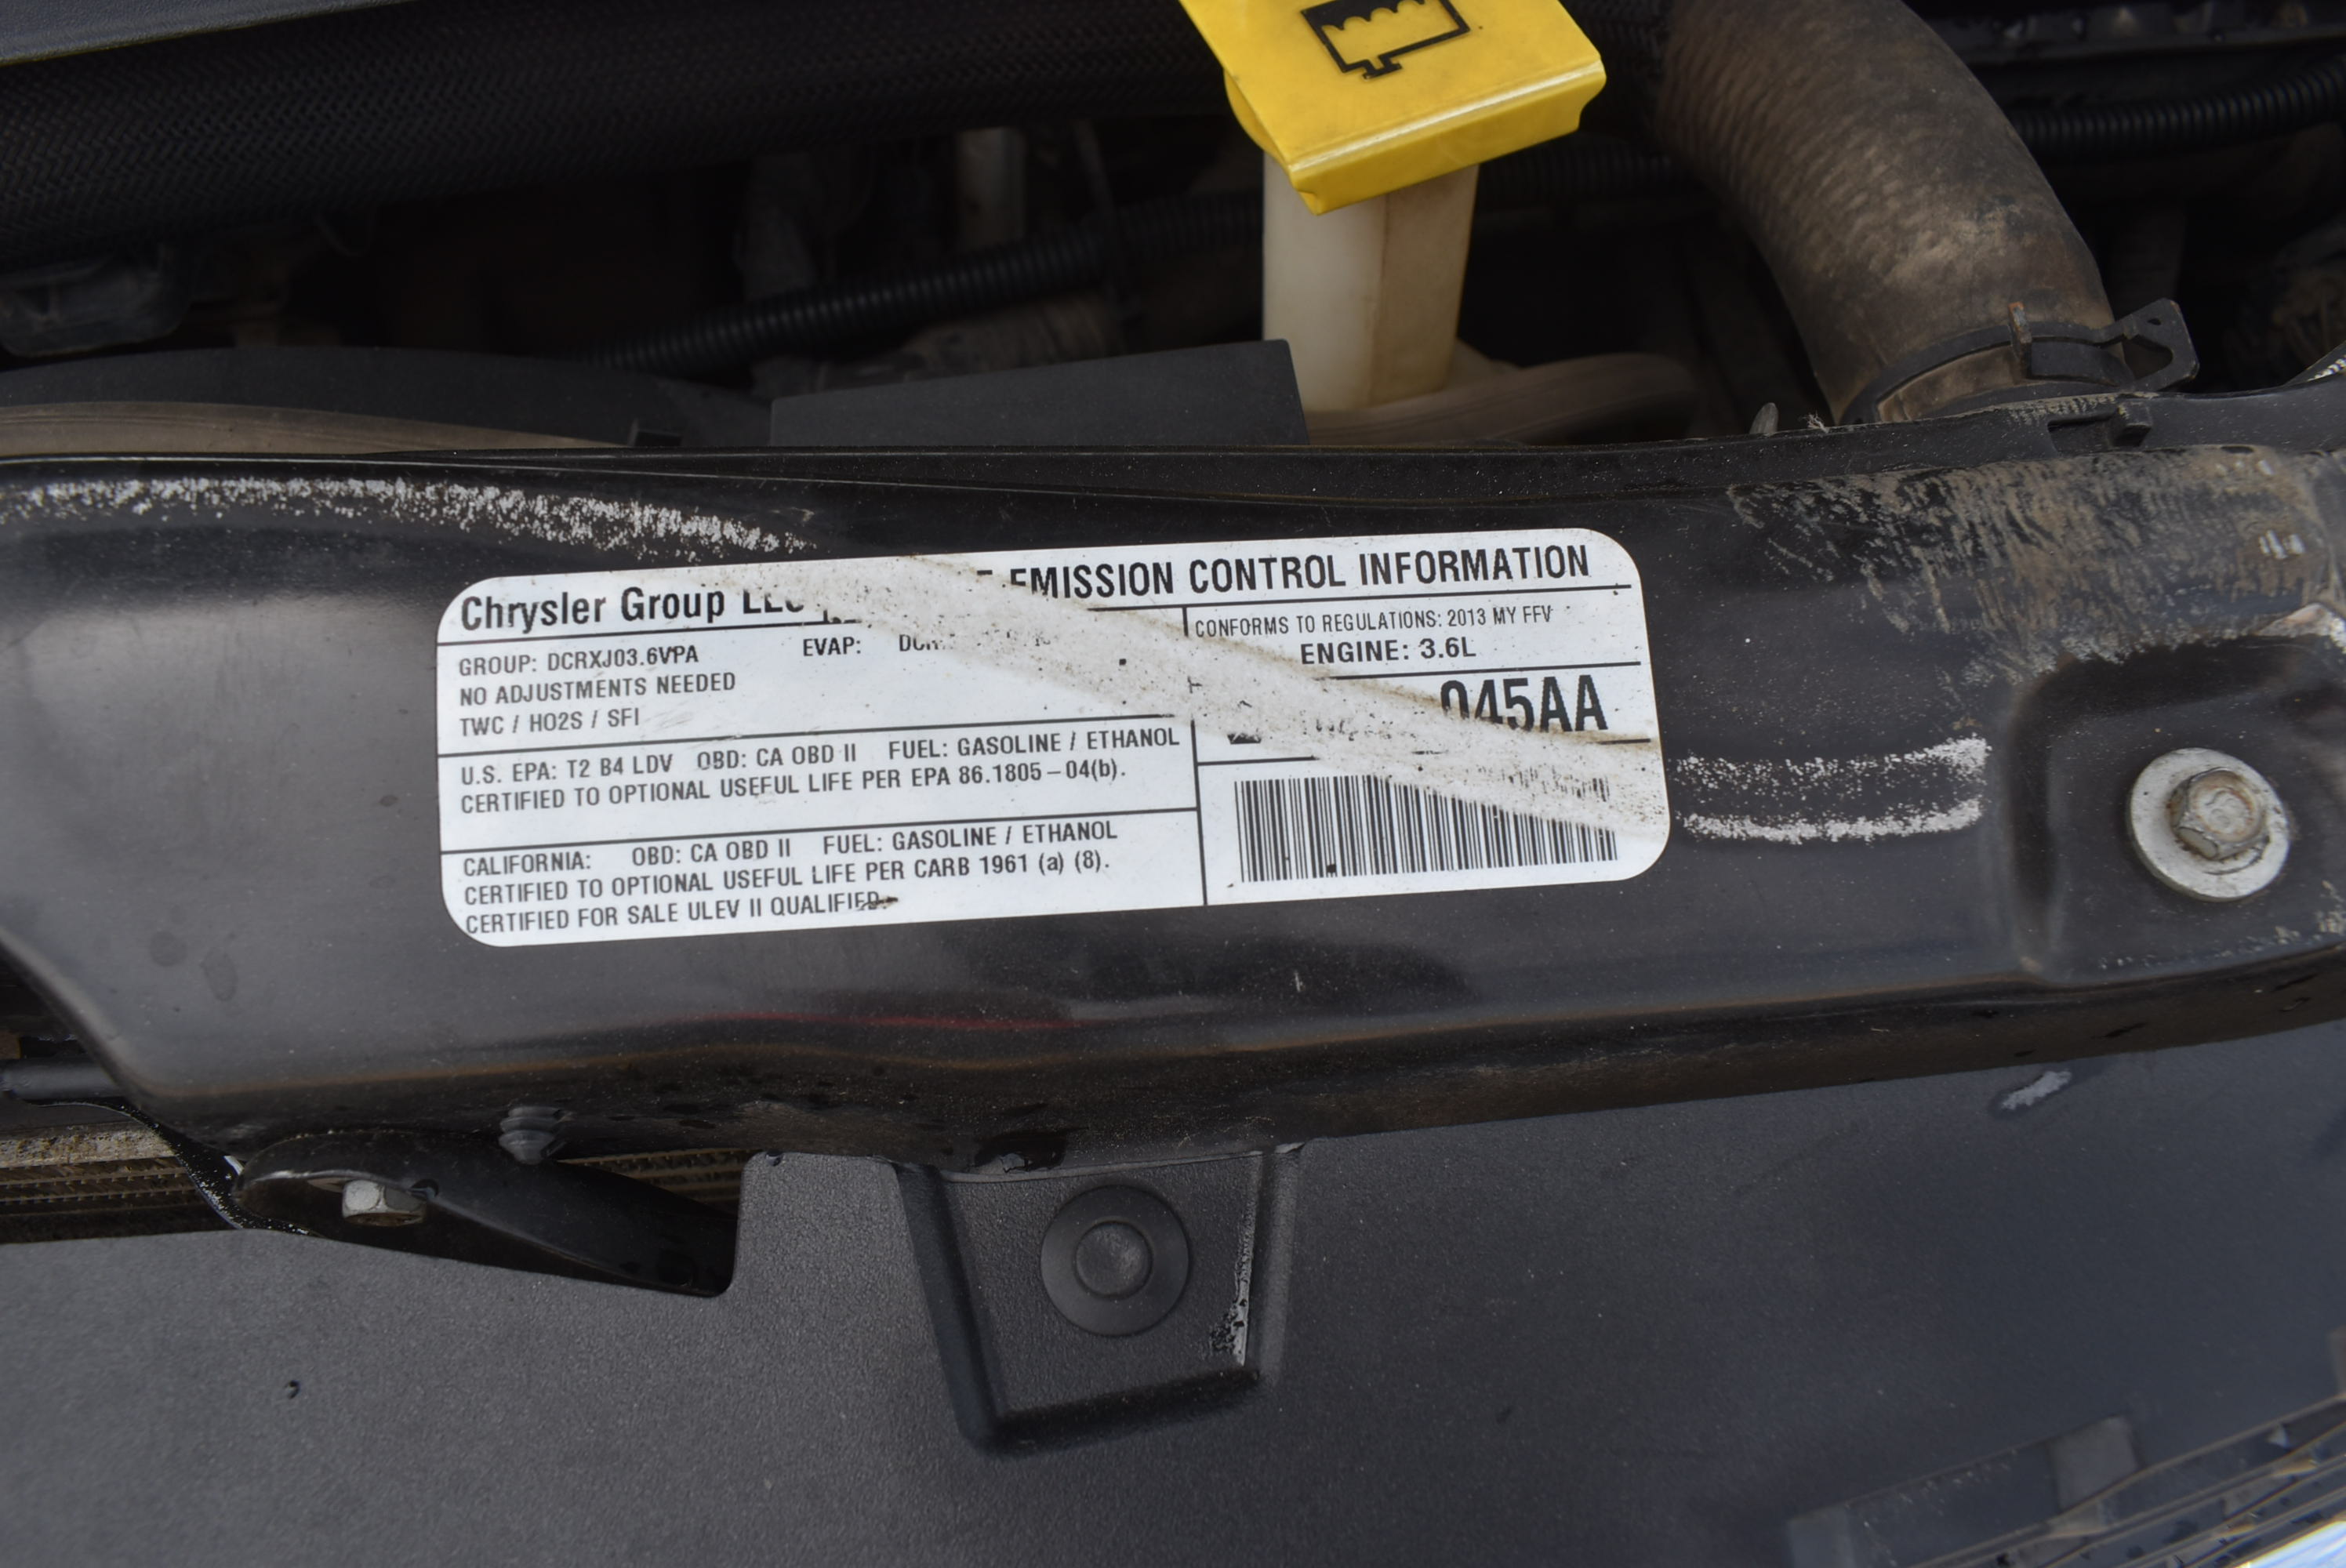 Chrysler Group LLC EMISSION CONTROL INFORMATION
GROUP: DCRXJ03.6VPA EVAP:
NO ADJUSTMENTS NEEDED
TWC / HO2S / SFI
U.S. EPA: T2 B4 LDV OBD: CA OBD II FUEL: GASOLINE / ETHANOL
CERTIFIED TO OPTIONAL USEFUL LIFE PER EPA 86.1805-04(b).
CALIFORNIA: OBD: CA OBD II FUEL: GASOLINE / ETHANOL
CERTIFIED TO OPTIONAL USEFUL LIFE PER CARB 1961 (a) (8).
CERTIFIED FOR SALE ULEV II QUALIFIED.
CONFORMS TO REGULATIONS: 2013 MY FFV
ENGINE: 3.6L
045AA